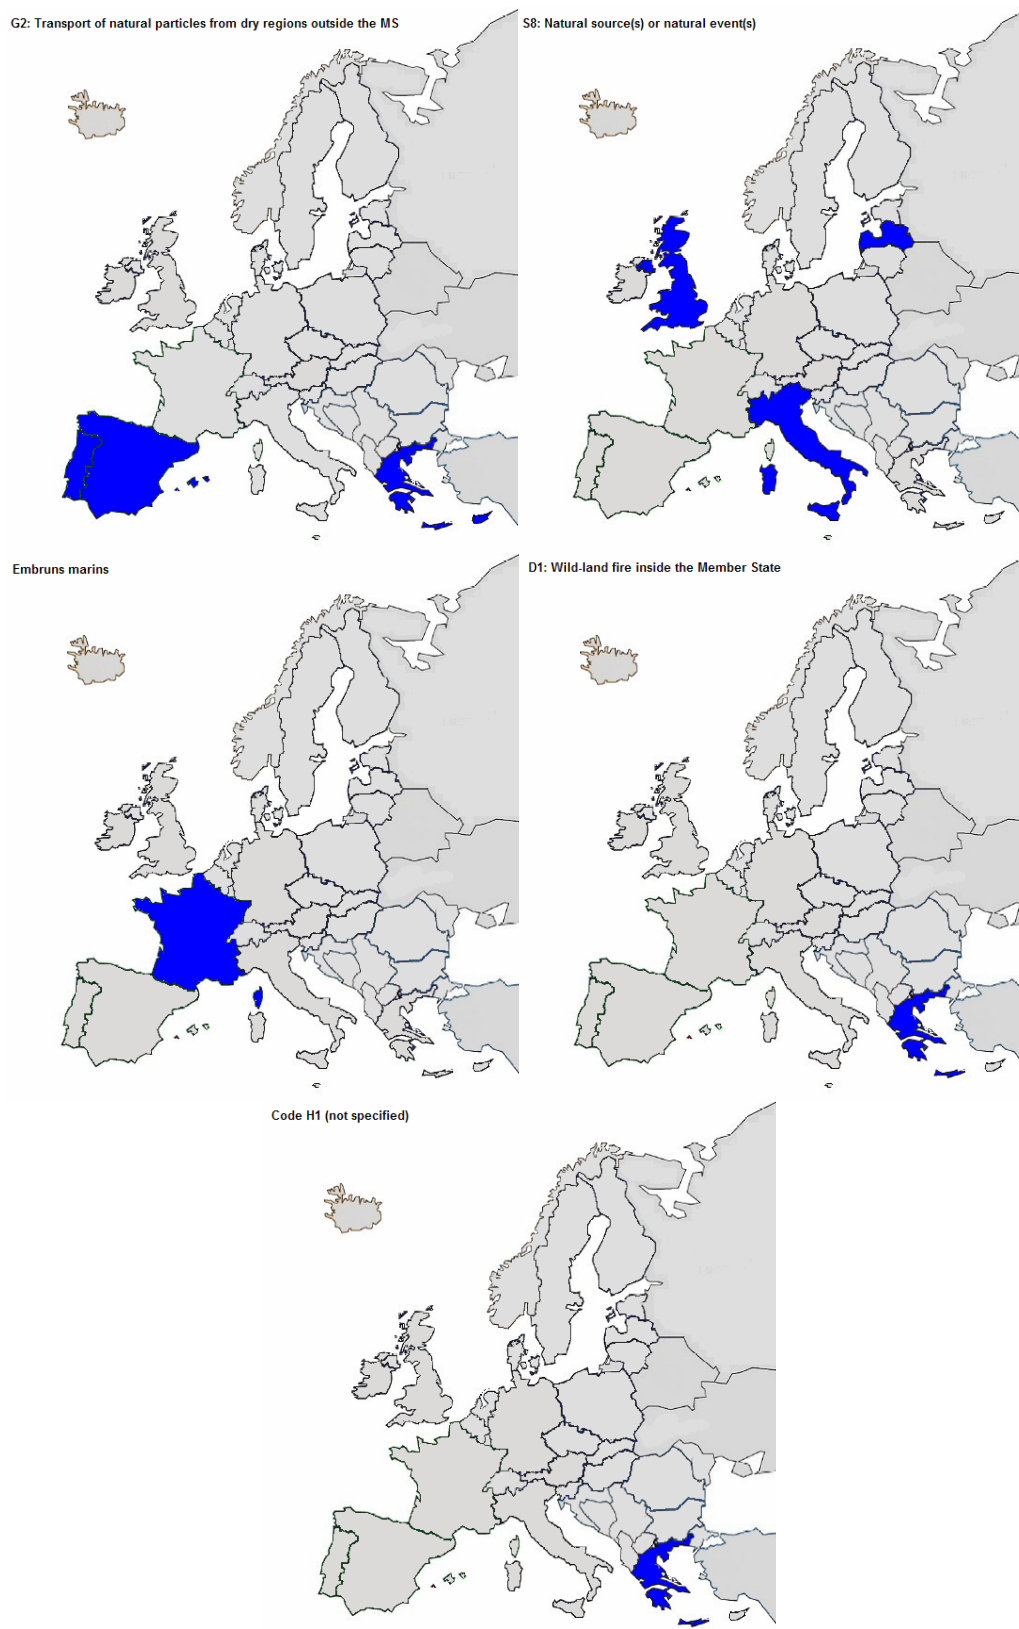 G2: Transport of natural particles from dry regions outside the MS
S8: Natural source(s) or natural event(s)
Embruns marins
D1: Wild-land fire inside the Member State
Code H1 (not specified)